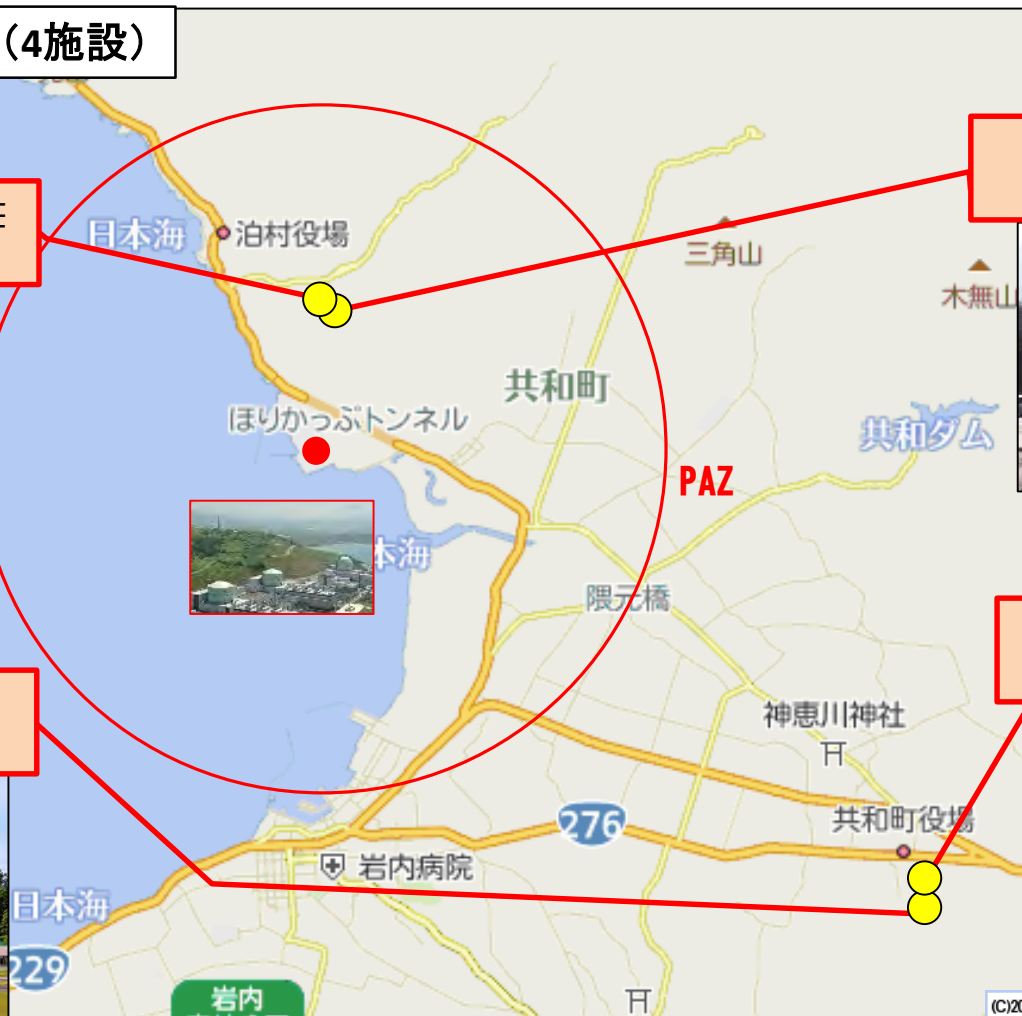 （4施設）
日本海
泊村役場
三角山
木無山
共和町
ほりかっぷトンネル
共和ダム
PAZ
本海
隈元橋
神恵川神社
276
共和町役場
岩内病院
日本海
229
岩内
(C)20